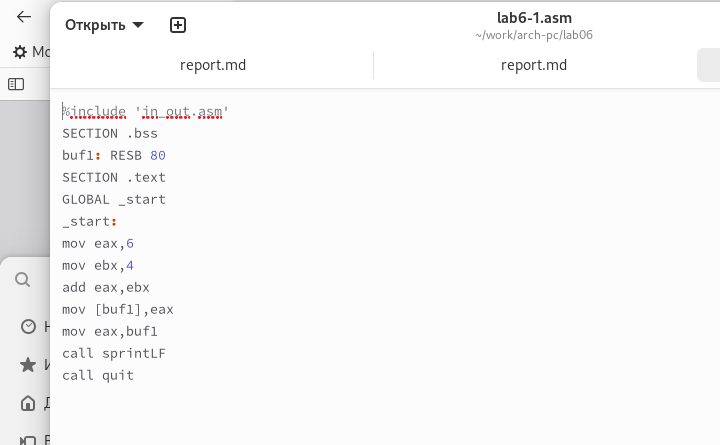 Открыть
lab6-1.asm
~/work/arch-pc/lab06
report.md
report.md
%include 'in_out.asm'
SECTION .bss
buf1: RESB 80
SECTION .text
GLOBAL _start
_start:
mov eax,6
mov ebx,4
add eax,ebx
mov [buf1],eax
mov eax,buf1
call sprintLF
call quit